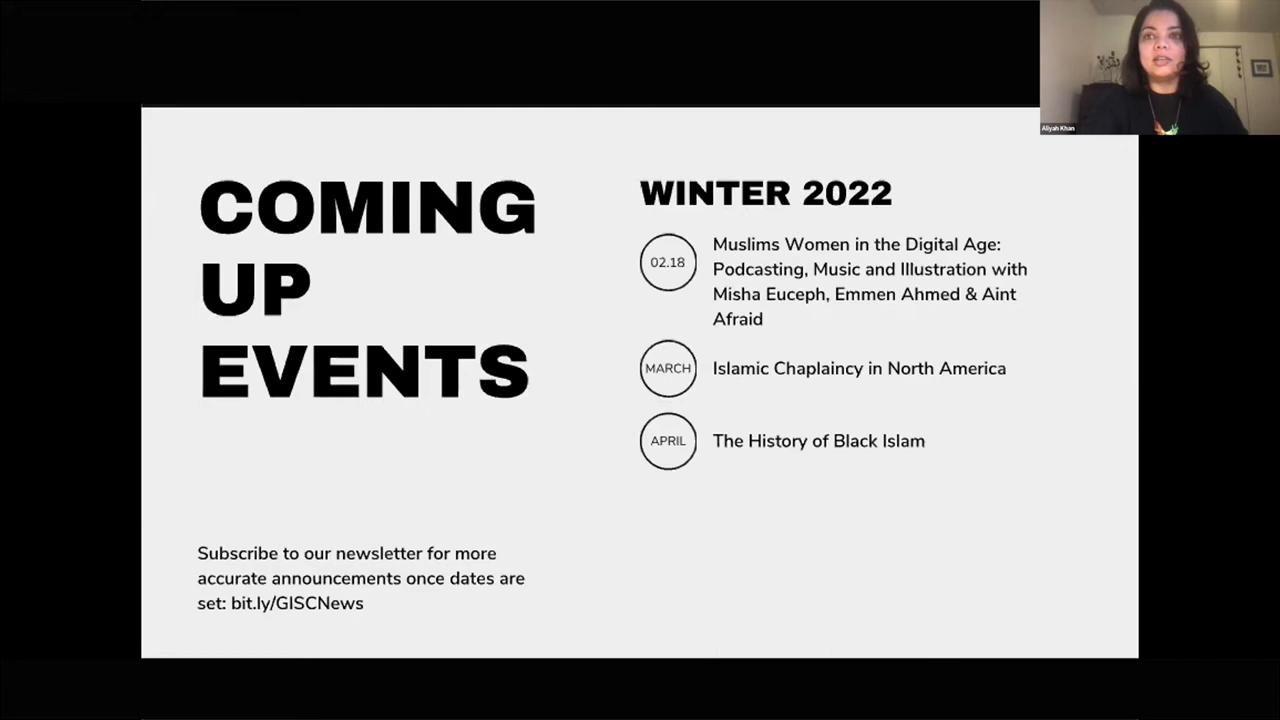 Aliyah Khan
COMING
UP
EVENTS
WINTER 2022
02.18
Muslims Women in the Digital Age:
Podcasting, Music and Illustration with
Misha Euceph, Emmen Ahmed & Aint
Afraid
MARCH
Islamic Chaplaincy in North America
APRIL
The History of Black Islam
Subscribe to our newsletter for more
accurate announcements once dates are
set: bit.ly/GISCNews